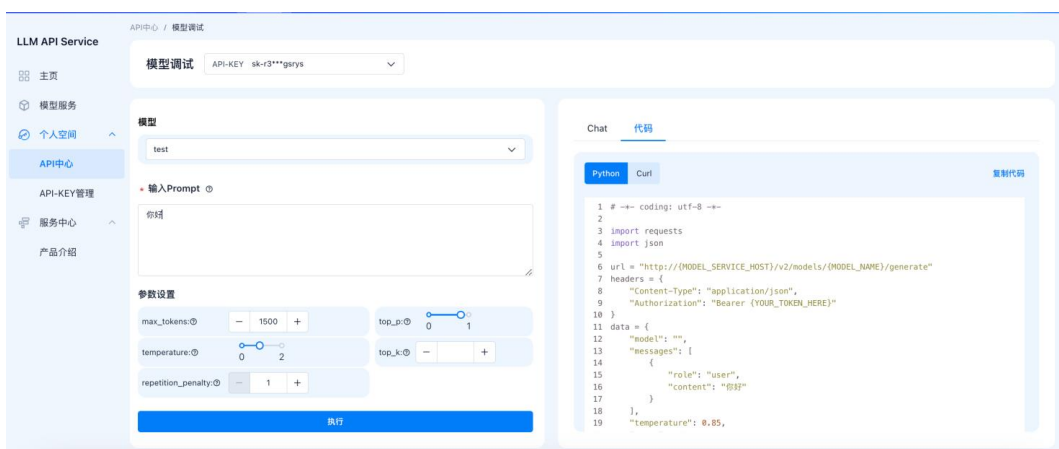 API中心 / 模型调试
LLM API Service
主页
模型服务
个人空间
API中心
API-KEY管理
服务中心
产品介绍
模型调试 API-KEY sk-r3***gsrys
模型
test
* 输入Prompt
你好
参数设置
max_tokens: − 1500 +
top_p: 0 1
temperature: 0 2
top_k: − +
repetition_penalty: − 1 +
执行
Chat 代码
Python Curl 复制代码
1 # -*- coding: utf-8 -*-
2
3 import requests
4 import json
5
6 url = "http://{MODEL_SERVICE_HOST}/v2/models/{MODEL_NAME}/generate"
7 headers = {
8     "Content-Type": "application/json",
9     "Authorization": "Bearer {YOUR_TOKEN_HERE}"
10 }
11 data = {
12     "model": "",
13     "messages": [
14         {
15             "role": "user",
16             "content": "你好"
17         }
18     ],
19     "temperature": 0.85,